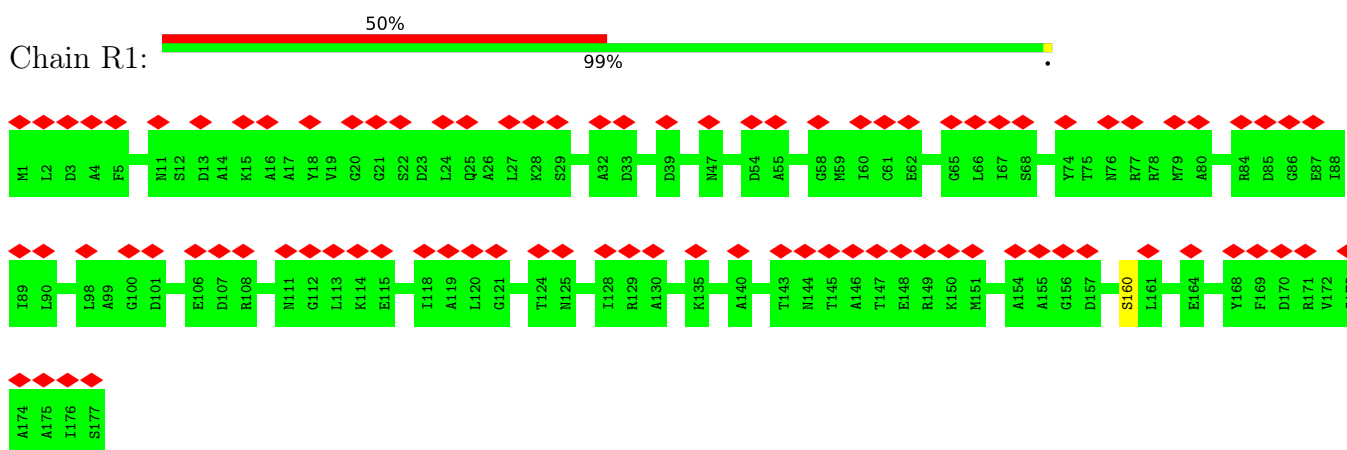 50%
Chain R1:
99%
.
M1 L2 D3 A4 F5 N11 S12 D13 A14 K15 A16 A17 Y18 V19 G20 G21 S22 D23 L24 Q25 A26 L27 K28 S29 A32 D33 D39 N47 D54 A55 G58 M59 I60 C61 E62 G65 L66 I67 S68 Y74 T75 N76 R77 R78 M79 A80 R84 D85 G86 E87 I88
I89 L90 L98 A99 G100 D101 E106 D107 R108 N111 G112 L113 K114 E115 I118 A119 L120 G121 T124 N125 I128 R129 A130 K135 A140 T143 N144 T145 A146 T147 E148 R149 K150 M151 A154 A155 G156 D157 S160 L161 E164 Y168 F169 D170 R171 V172
A174 A175 I176 S177